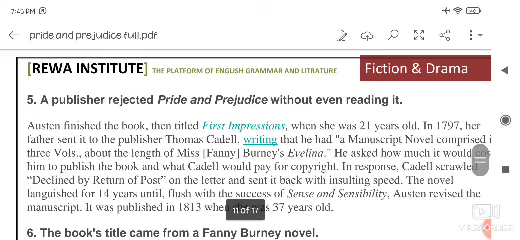 7:45 PM
pride and prejudice full.pdf
[REWA INSTITUTE] THE PLATFORM OF ENGLISH GRAMMAR AND LITRATURE Fiction & Drama
5. A publisher rejected Pride and Prejudice without even reading it.
Austen finished the book, then titled First Impressions, when she was 21 years old. In 1797, her
father sent it to the publisher Thomas Cadell, writing that he had "a Manuscript Novel comprised i
three Vols., about the length of Miss [Fanny] Burney's Evelina." He asked how much it would cos
him to publish the book and what Cadell would pay for copyright. In response, Cadell scrawled
"Declined by Return of Post" on the letter and sent it back with insulting speed. The novel
languished for 14 years until, flush with the success of Sense and Sensibility, Austen revised the
manuscript. It was published in 1813 when was 37 years old.
11 of 11
6. The book's title came from a Fanny Burney novel.